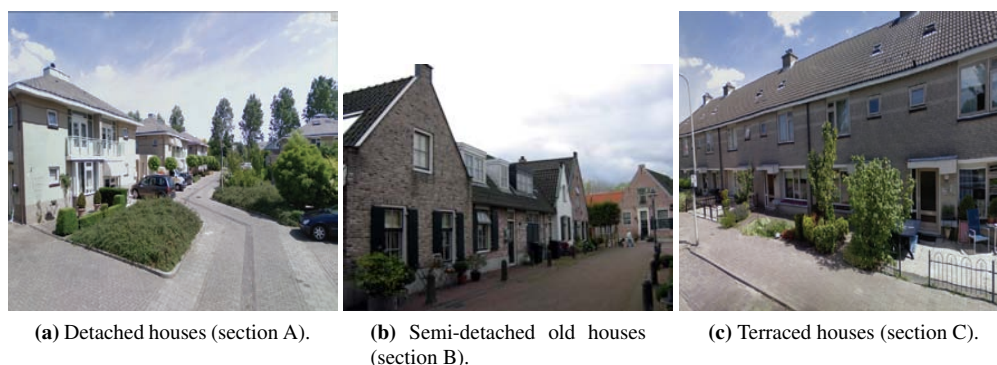 (a) Detached houses (section A).
(b) Semi-detached old houses
(section B).
(c) Terraced houses (section C).